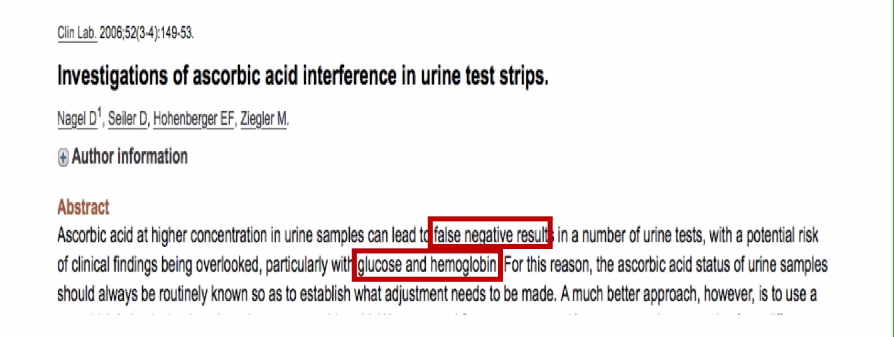 Clin Lab. 2006;52(3-4):149-53.
Investigations of ascorbic acid interference in urine test strips.
Nagel D1, Seiler D, Hohenberger EF, Ziegler M.
Author information
Abstract
Ascorbic acid at higher concentration in urine samples can lead to false negative results in a number of urine tests, with a potential risk
of clinical findings being overlooked, particularly with glucose and hemoglobin. For this reason, the ascorbic acid status of urine samples
should always be routinely known so as to establish what adjustment needs to be made. A much better approach, however, is to use a